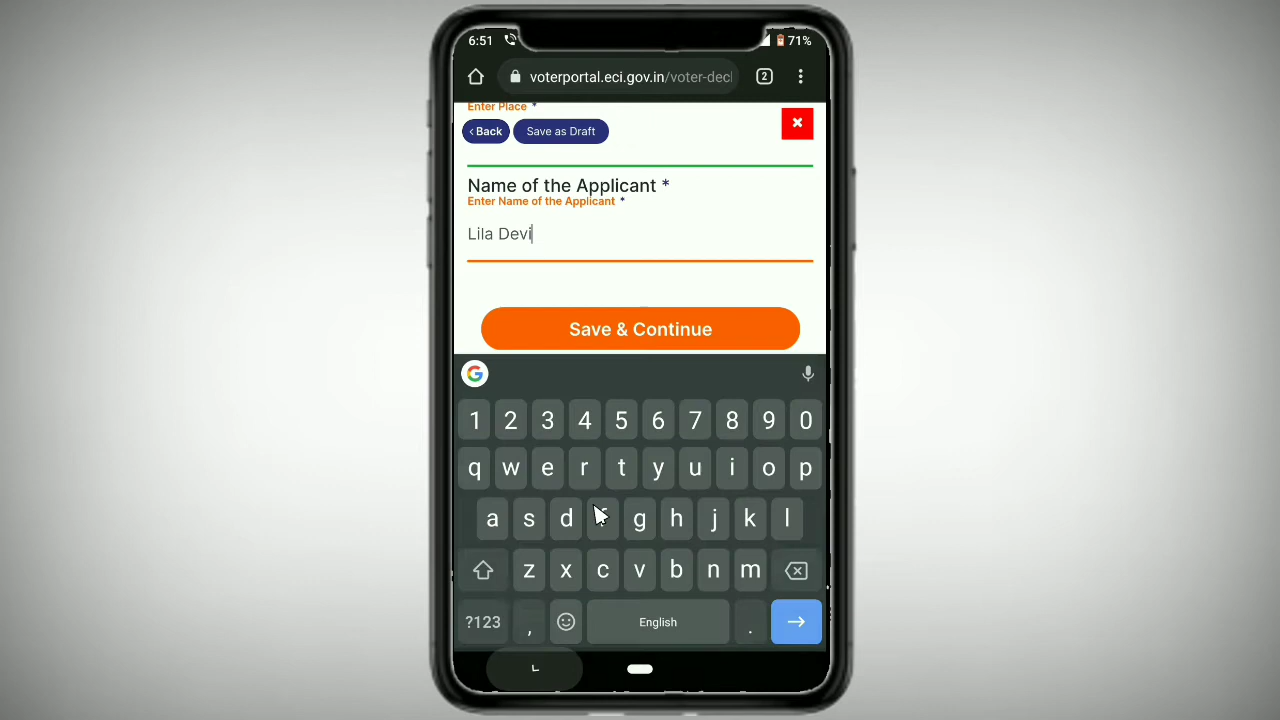 6:51 71%
voterportal.eci.gov.in/voter-decl 2
Enter Place *
Back Save as Draft
Name of the Applicant *
Enter Name of the Applicant *
Lila Devi
Save & Continue
G
1 2 3 4 5 6 7 8 9 0
q w e r t y u i o p
a s d f g h j k l
z x c v b n m
?123 , English .